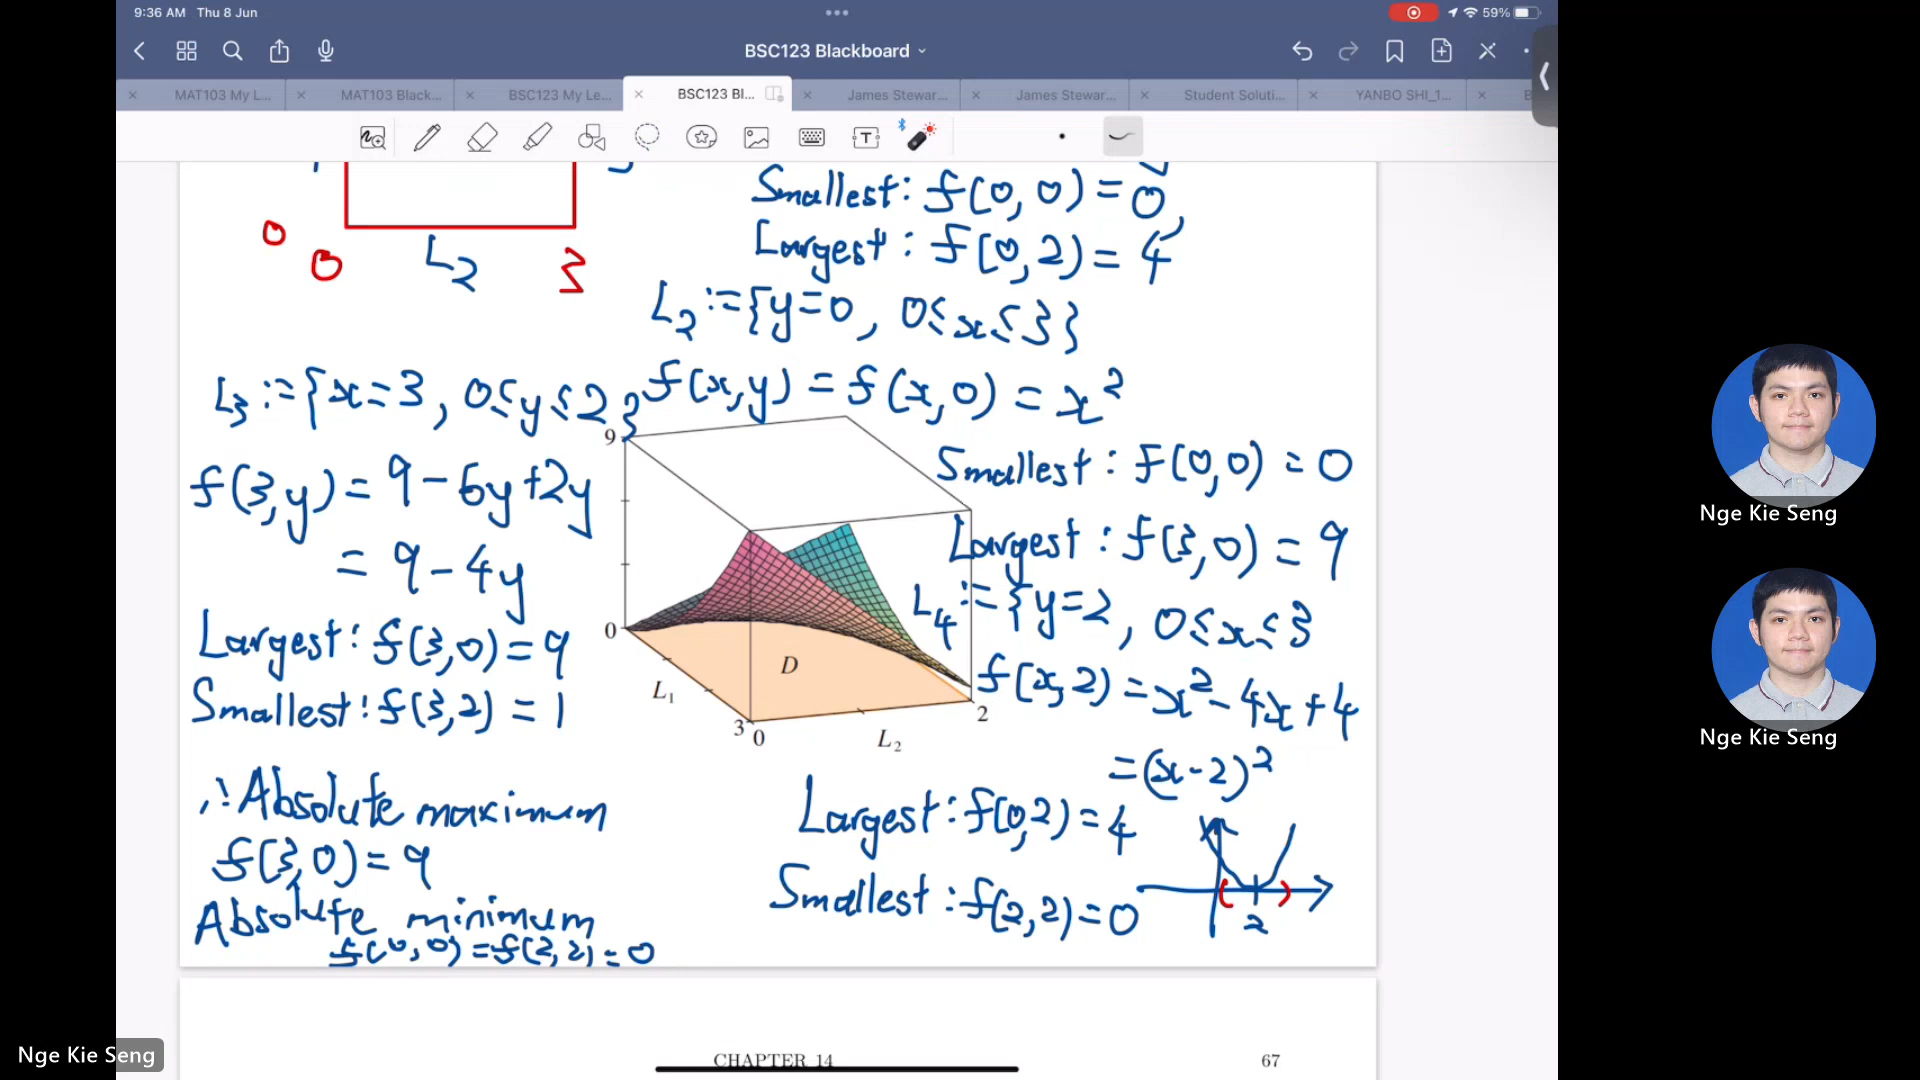 9:36 AM Thu 8 Jun
59%
BSC123 Blackboard
MAT103 My L...
MAT103 Black...
BSC123 My Le...
BSC123 Bl...
James Stewar...
James Stewar...
Student Soluti...
YANBO SHI_1...
Smallest: f(0, 0) = 0,
Largest: f(0, 2) = 4
0
0 L2 3
L2 := {y=0, 0≤x≤3}
f(x,y) = f(x,0) = x²
Smallest: f(0,0) = 0
Largest: f(3,0) = 9
L3 := {x=3, 0≤y≤2}
f(3,y) = 9-6y+2y
= 9-4y
Largest: f(3,0)=9
Smallest: f(3,2) = 1
9
0
D
L1
3
0
L2
2
L4 := {y=2, 0≤x≤3
f(x,2) = x²-4x+4
=(x-2)²
Largest: f(0,2) = 4
Smallest: f(2,2)=0
2
∴ Absolute maximum
f(3,0) = 9
Absolute minimum
f(0,0) = f(2,2) = 0
CHAPTER 14
67
Nge Kie Seng
Nge Kie Seng
Nge Kie Seng